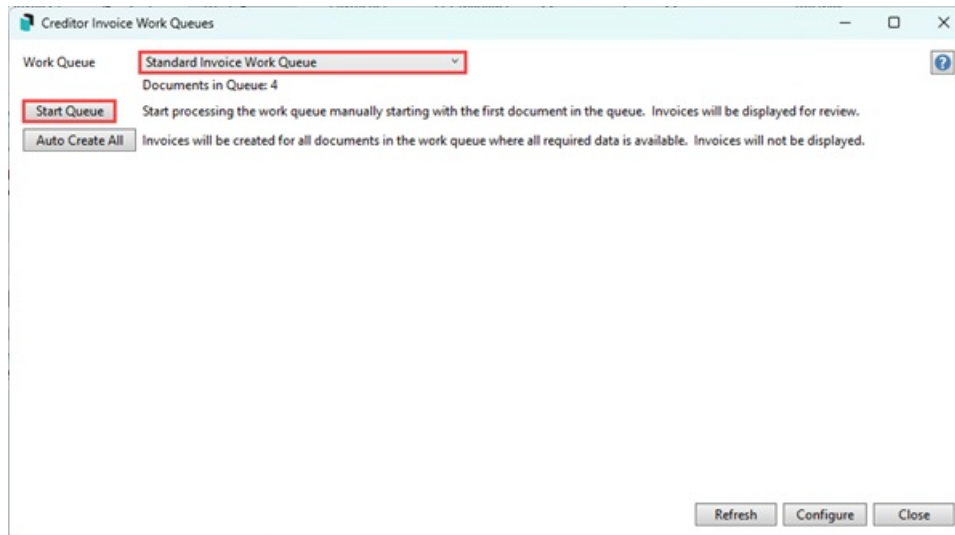 Creditor Invoice Work Queues
Work Queue Standard Invoice Work Queue
Documents in Queue: 4
Start Queue Start processing the work queue manually starting with the first document in the queue. Invoices will be displayed for review.
Auto Create All Invoices will be created for all documents in the work queue where all required data is available. Invoices will not be displayed.
Refresh Configure Close